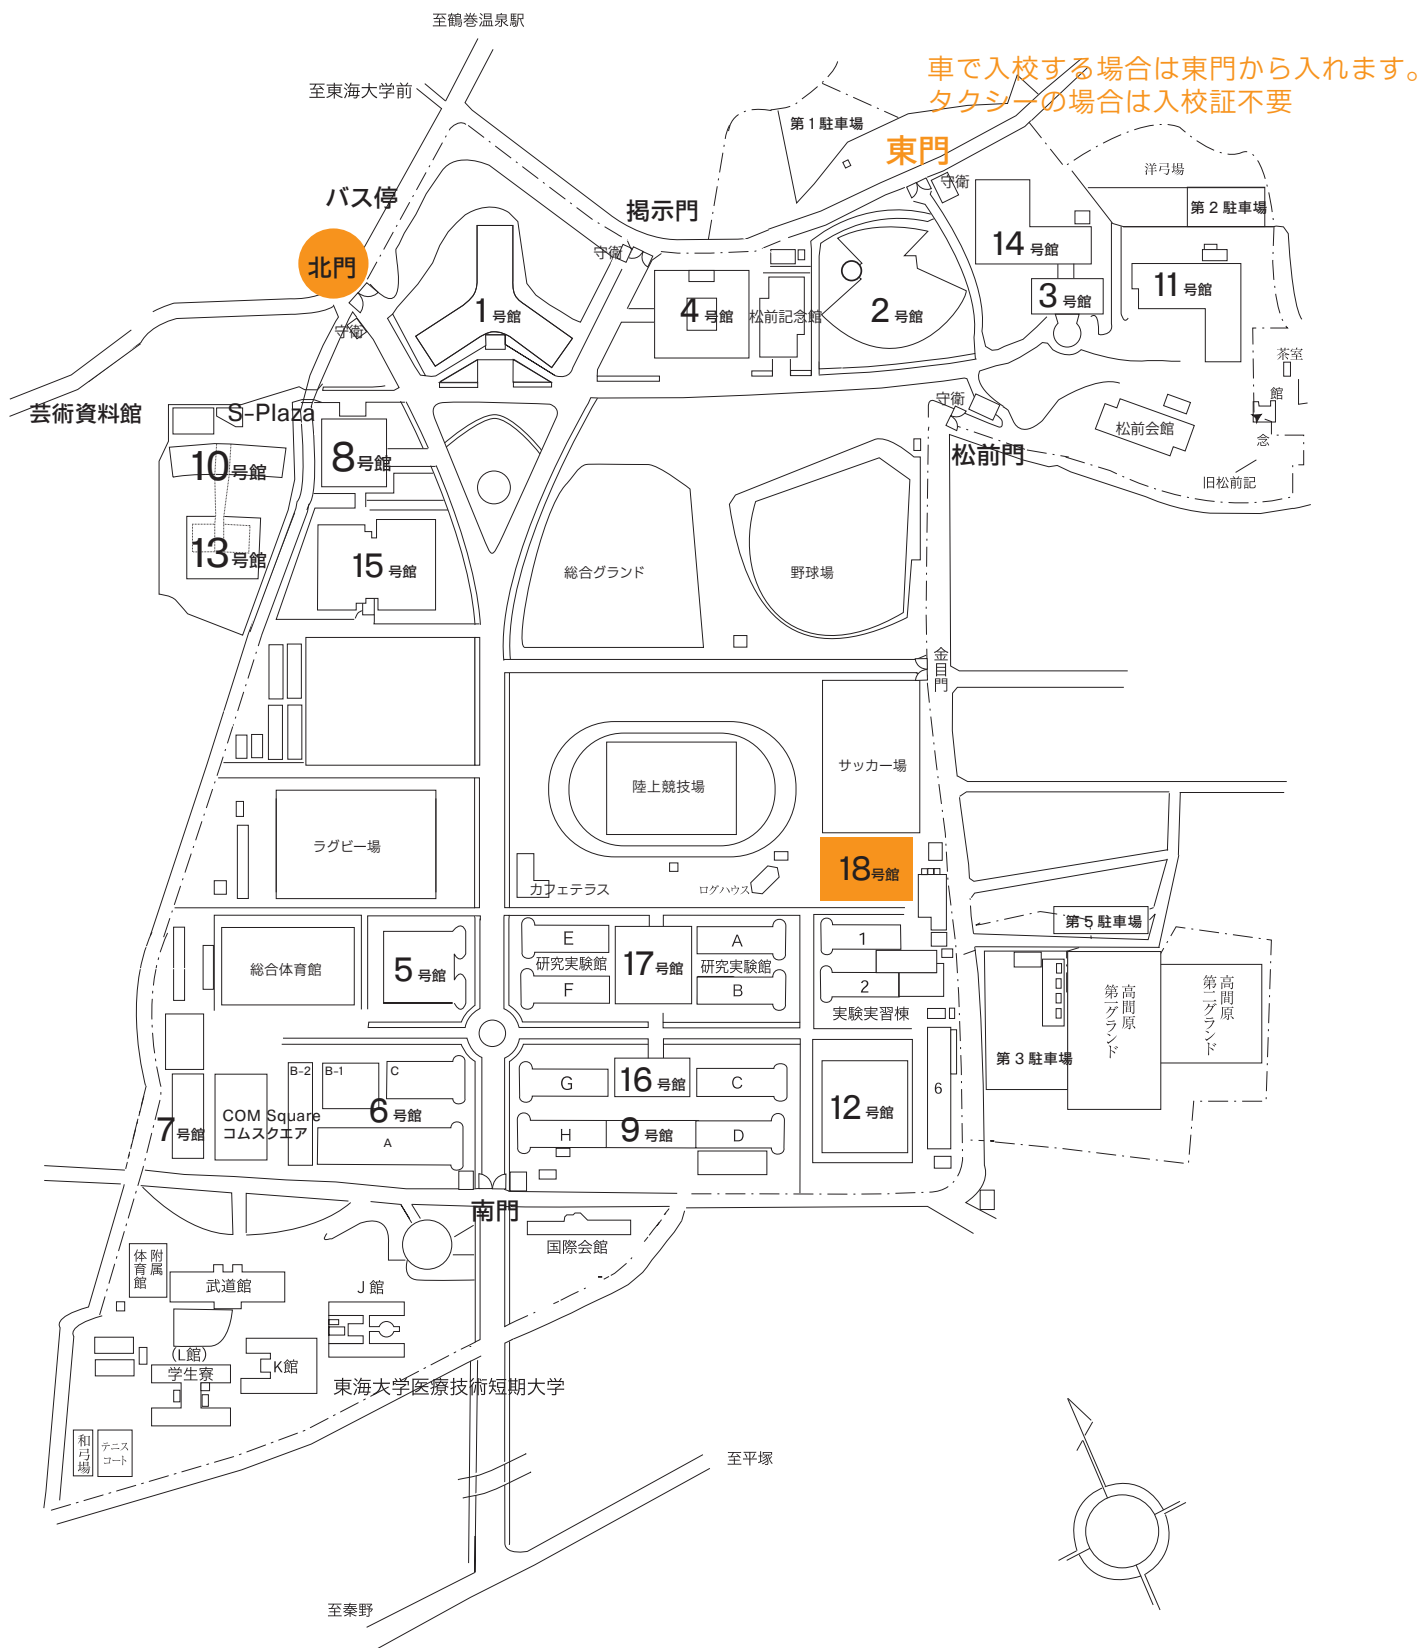 至鶴巻温泉駅
車で入校する場合は東門から入れます。
タクシーの場合は入校証不要
至東海大学前
第1駐車場
東門
守衛
洋弓場
第2駐車場
バス停
掲示門
守衛
14号館
北門
守衛
1号館
4号館
松前記念館
2号館
3号館
11号館
茶室
館
念
旧松前記
芸術資料館
S-Plaza
守衛
松前会館
松前門
8号館
10号館
13号館
15号館
総合グランド
野球場
金目門
サッカー場
陸上競技場
ラグビー場
18号館
カフェテラス
ログハウス
第5駐車場
総合体育館
5号館
E
研究実験館
F
17号館
A
研究実験館
B
1
2
実験実習棟
高間原
第一グランド
高間原
第二グランド
第3駐車場
B-2
B-1
C
6号館
A
7号館
COM Square
コムスクエア
G
16号館
C
H
9号館
D
12号館
6
南門
国際会館
附属
体育館
武道館
J館
(L館)
学生寮
K館
東海大学医療技術短期大学
和弓場
テニス
コート
至平塚
至秦野